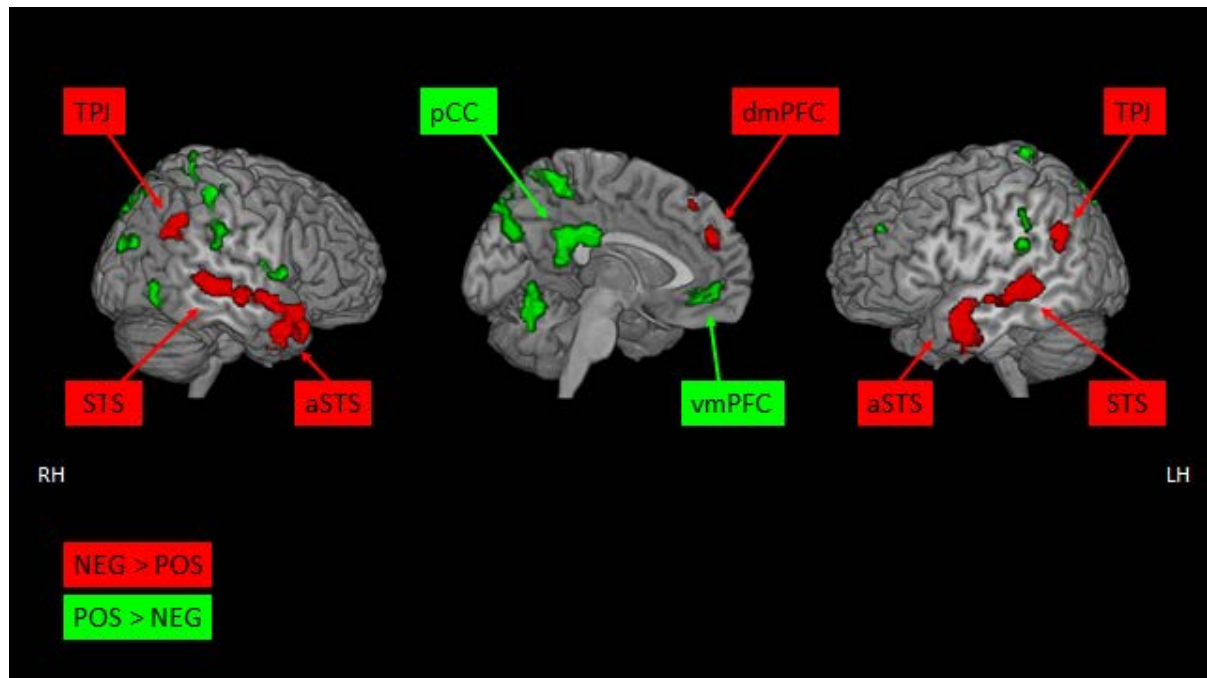 TPJ
pCC
dmPFC
TPJ
STS
aSTS
vmPFC
aSTS
STS
RH
LH
NEG > POS
POS > NEG